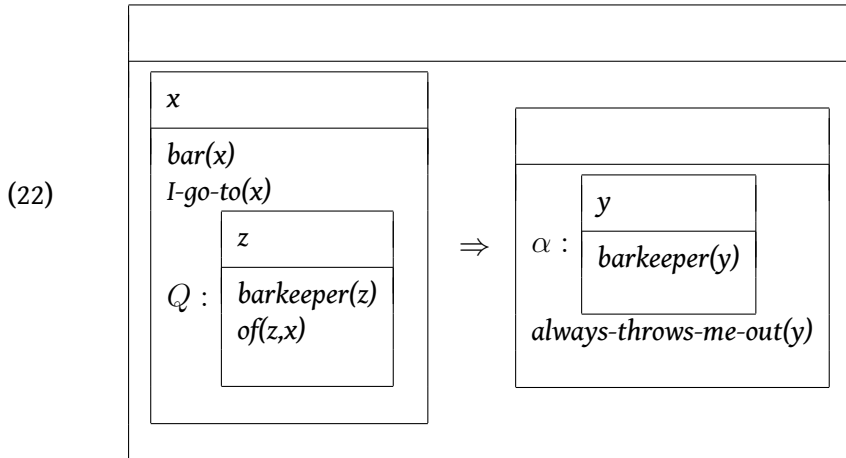 (22)
x
bar(x)
I-go-to(x)
Q :
z
barkeeper(z)
of(z,x)
⇒
α :
y
barkeeper(y)
always-throws-me-out(y)